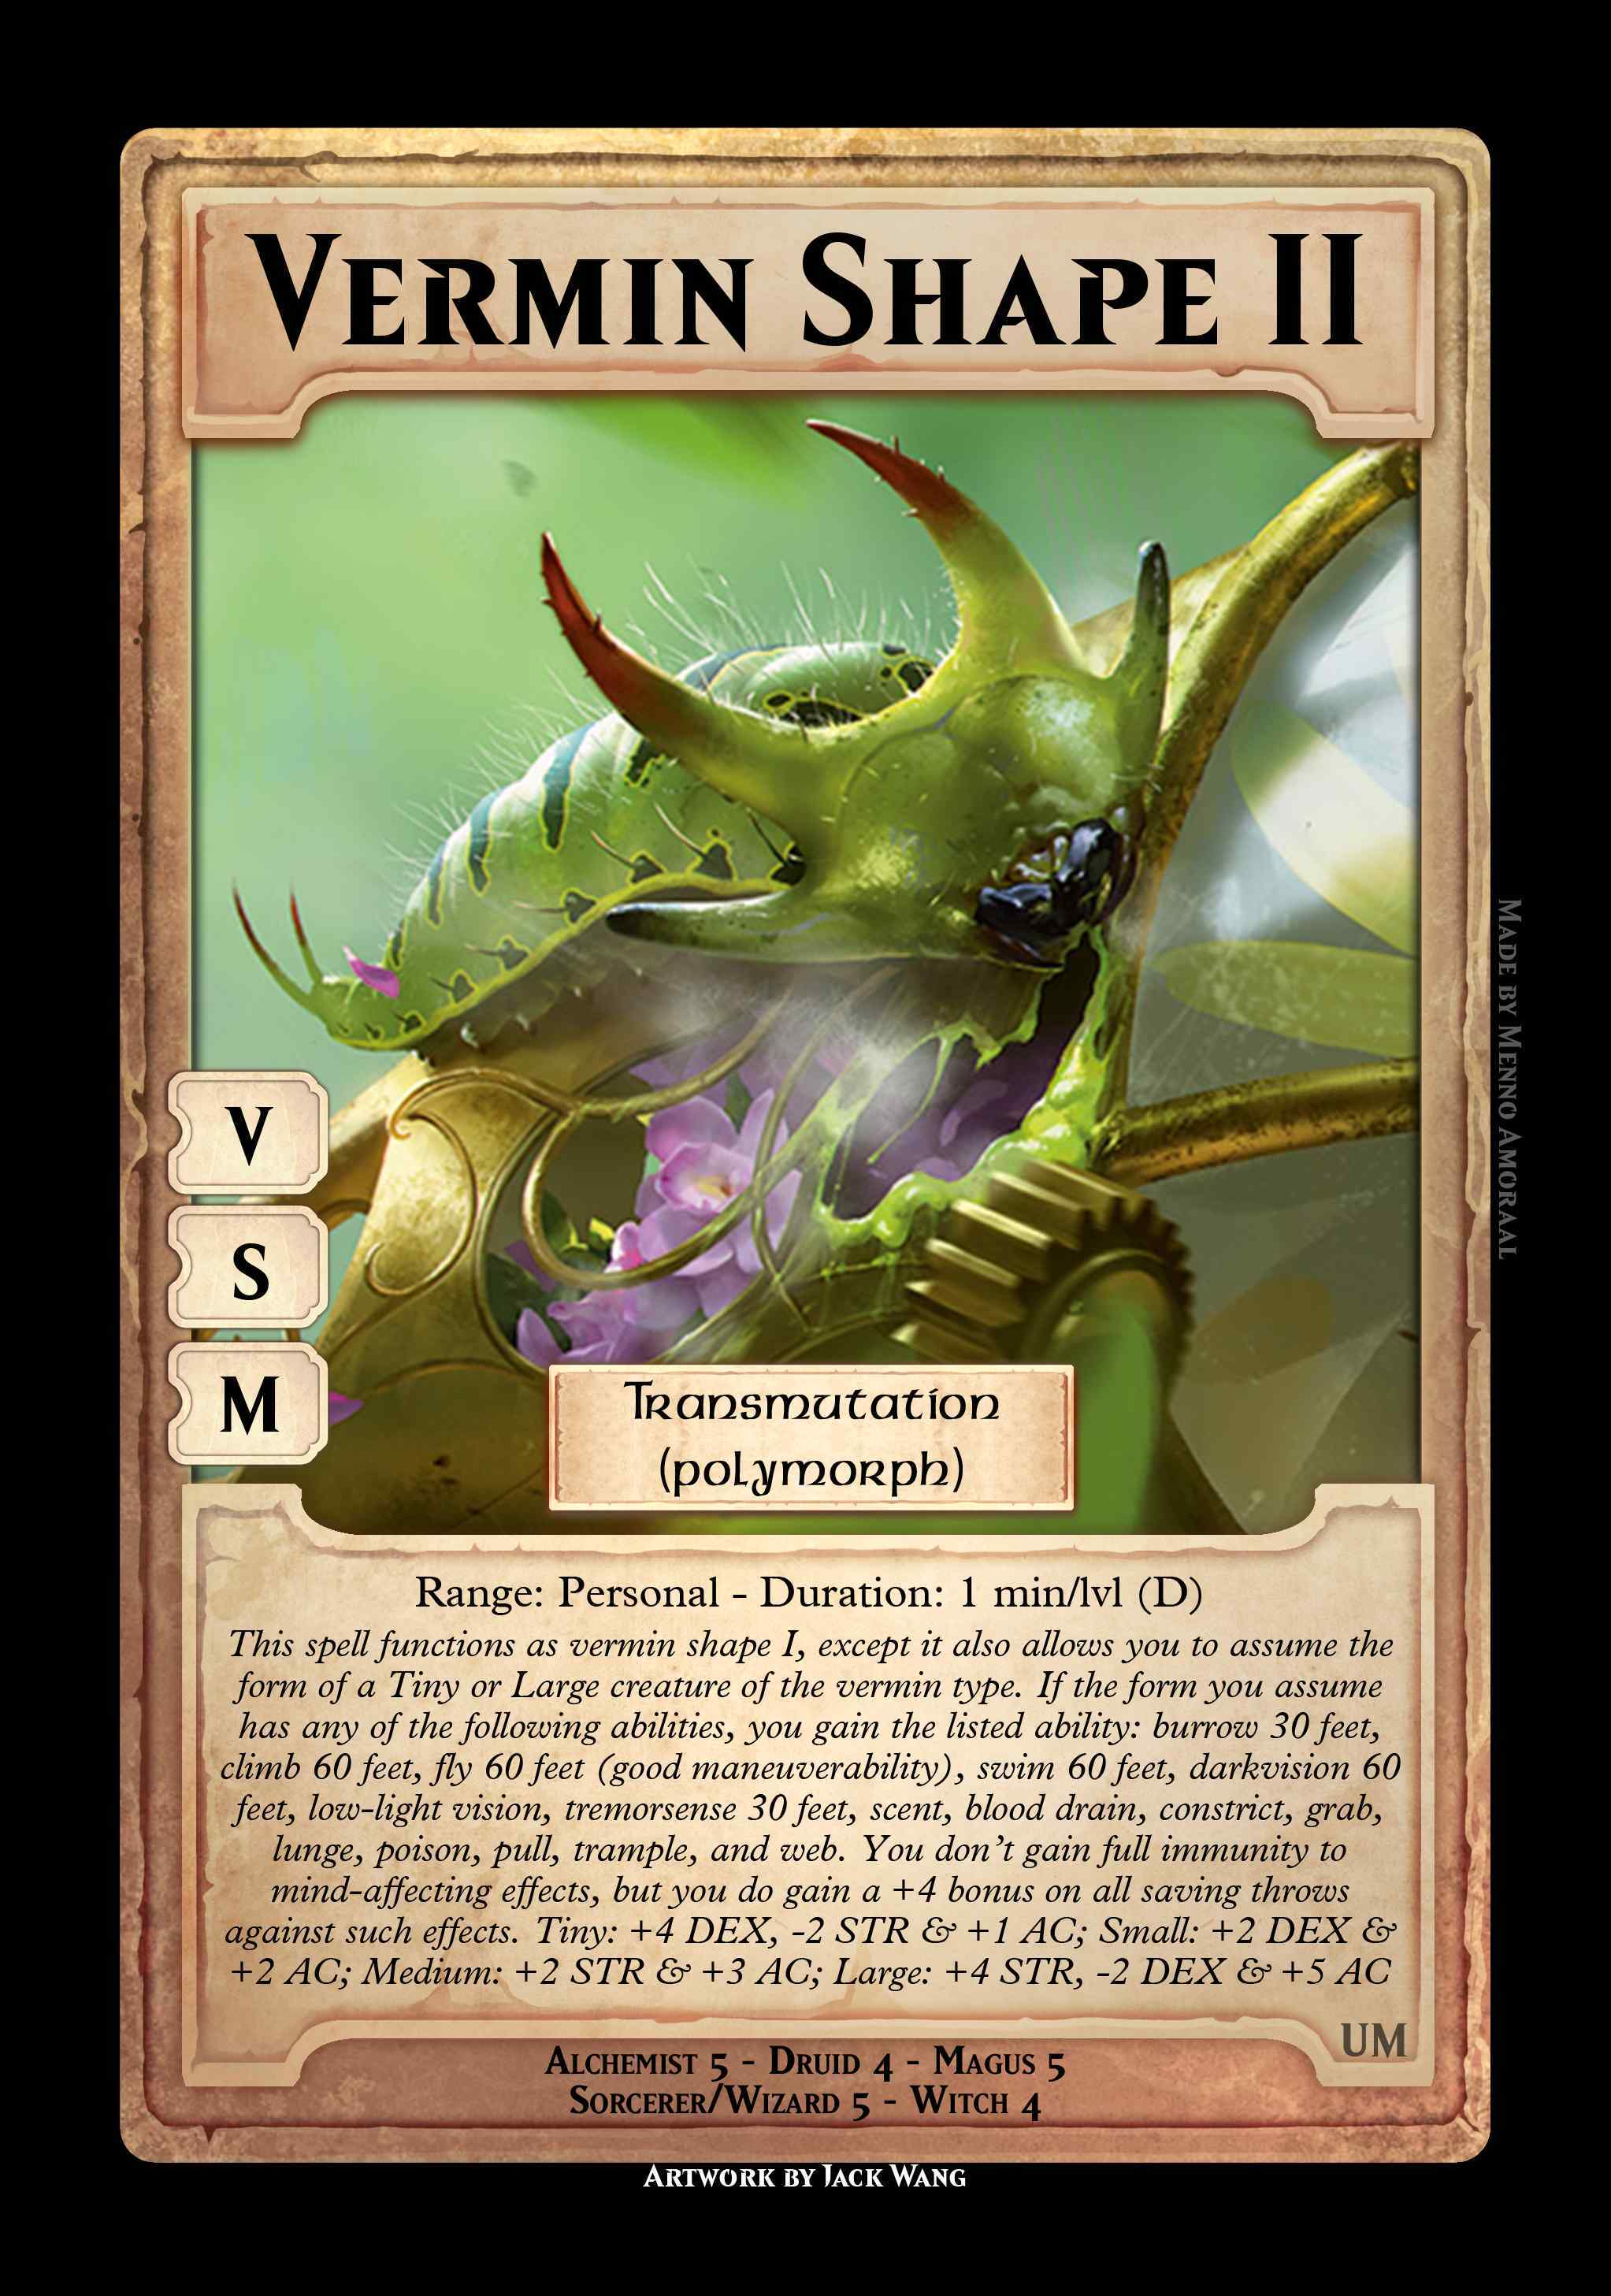 Vermin Shape II
V
S
M
Transmutation
(polymorph)
Range: Personal - Duration: 1 min/lvl (D)
This spell functions as vermin shape I, except it also allows you to assume the
form of a Tiny or Large creature of the vermin type. If the form you assume
has any of the following abilities, you gain the listed ability: burrow 30 feet,
climb 60 feet, fly 60 feet (good maneuverability), swim 60 feet, darkvision 60
feet, low-light vision, tremorsense 30 feet, scent, blood drain, constrict, grab,
lunge, poison, pull, trample, and web. You don't gain full immunity to
mind-affecting effects, but you do gain a +4 bonus on all saving throws
against such effects. Tiny: +4 DEX, -2 STR & +1 AC; Small: +2 DEX &
+2 AC; Medium: +2 STR & +3 AC; Large: +4 STR, -2 DEX & +5 AC
UM
Alchemist 5 - Druid 4 - Magus 5
Sorcerer/Wizard 5 - Witch 4
Artwork by Jack Wang
Made by Menno Amoraal